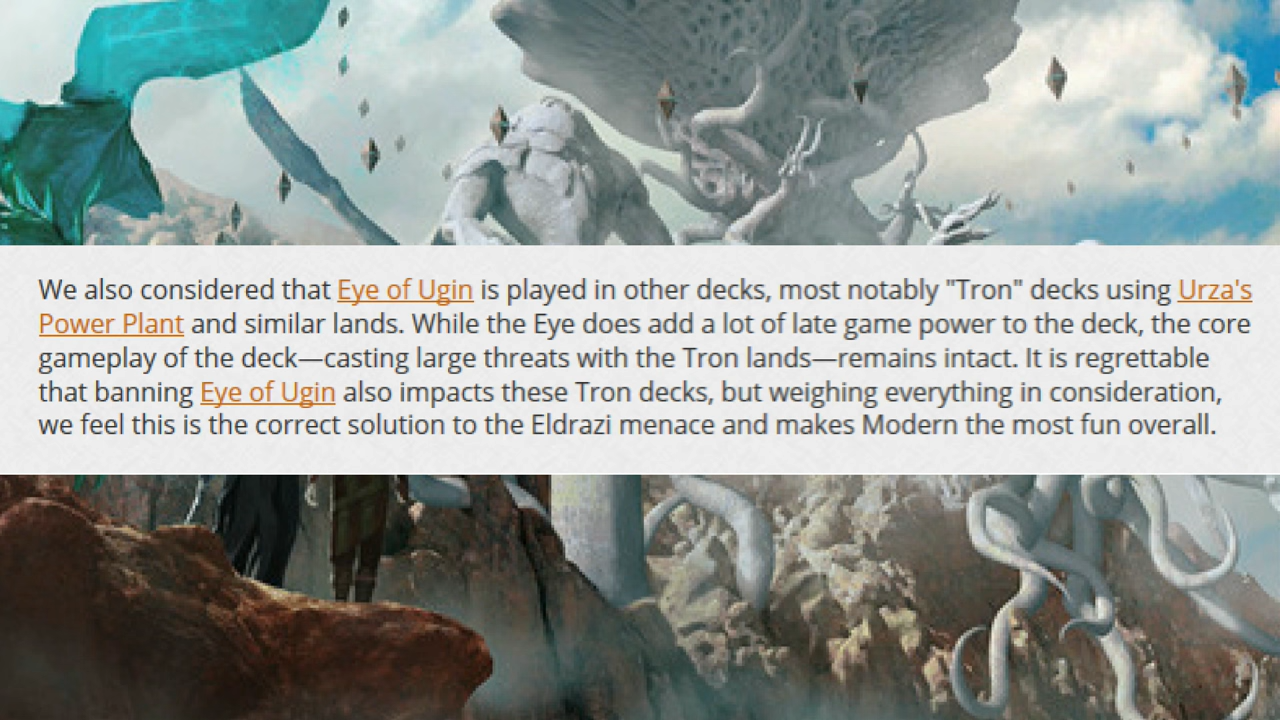 We also considered that Eye of Ugin is played in other decks, most notably "Tron" decks using Urza's
Power Plant and similar lands. While the Eye does add a lot of late game power to the deck, the core
gameplay of the deck—casting large threats with the Tron lands—remains intact. It is regrettable
that banning Eye of Ugin also impacts these Tron decks, but weighing everything in consideration,
we feel this is the correct solution to the Eldrazi menace and makes Modern the most fun overall.